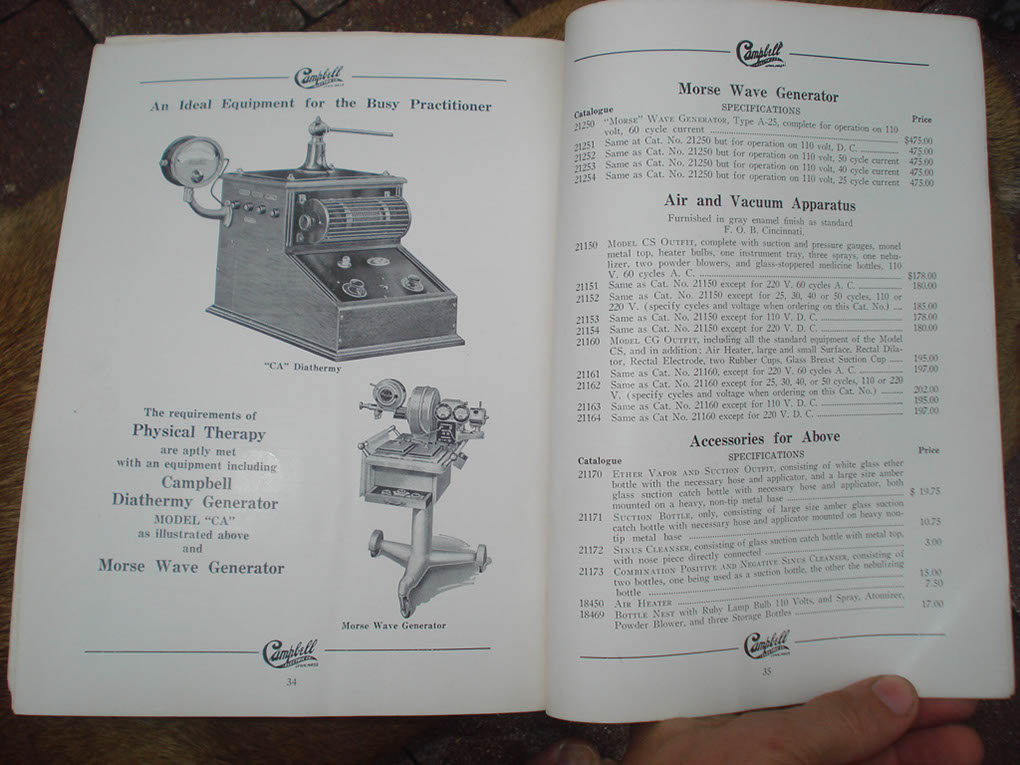 Campbell
ELECTRIC CO.
LYNN, MASS.
An Ideal Equipment for the Busy Practitioner
"CA" Diathermy
The requirements of
Physical Therapy
are aptly met
with an equipment including
Campbell
Diathermy Generator
MODEL "CA"
as illustrated above
and
Morse Wave Generator
Morse Wave Generator
Campbell
ELECTRIC CO.
LYNN, MASS.
34
Campbell
ELECTRIC CO.
LYNN, MASS.
Morse Wave Generator
SPECIFICATIONS
Catalogue Price
21250 "MORSE" WAVE GENERATOR, Type A-25, complete for operation on 110
volt, 60 cycle current $475.00
21251 Same at Cat. No. 21250 but for operation on 110 volt, D. C. 475.00
21252 Same as Cat. No. 21250 but for operation on 110 volt, 50 cycle current 475.00
21253 Same as Cat. No. 21250 but for operation on 110 volt, 40 cycle current 475.00
21254 Same as Cat. No. 21250 but for operation on 110 volt, 25 cycle current 475.00
Air and Vacuum Apparatus
Furnished in gray enamel finish as standard
F. O. B. Cincinnati.
21150 MODEL CS OUTFIT, complete with suction and pressure gauges, monel
metal top, heater bulbs, one instrument tray, three sprays, one nebu-
lizer, two powder blowers, and glass-stoppered medicine bottles, 110
V. 60 cycles A. C. $178.00
21151 Same as Cat. No. 21150 except for 220 V. 60 cycles A. C. 180.00
21152 Same as Cat. No. 21150 except for 25, 30, 40 or 50 cycles, 110 or
220 V. (specify cycles and voltage when ordering on this Cat. No.) 185.00
21153 Same as Cat. No. 21150 except for 110 V. D. C. 178.00
21154 Same as Cat. No. 21150 except for 220 V. D. C. 180.00
21160 MODEL CG OUTFIT, including all the standard equipment of the Model
CS, and in addition: Air Heater, large and small Surface, Rectal Dila-
tor, Rectal Electrode, two Rubber Cups, Glass Breast Suction Cup 195.00
21161 Same as Cat. No. 21160, except for 220 V. 60 cycles A. C. 197.00
21162 Same as Cat. No. 21160 except for 25, 30, 40, or 50 cycles, 110 or 220
V. (specify cycles and voltage when ordering on this Cat. No.) 202.00
21163 Same as Cat. No. 21160 except for 110 V. D. C. 195.00
21164 Same as Cat. No. 21160 except for 220 V. D. C. 197.00
Accessories for Above
SPECIFICATIONS
Catalogue Price
21170 ETHER VAPOR AND SUCTION OUTFIT, consisting of white glass ether
bottle with the necessary hose and applicator, and a large size amber
glass suction catch bottle with necessary hose and applicator, both
mounted on a heavy, non-tip metal base $ 19.75
21171 SUCTION BOTTLE, only, consisting of large size amber glass suction
catch bottle with necessary hose and applicator mounted on heavy non-
tip metal base 10.75
21172 SINUS CLEANSER, consisting of glass suction catch bottle with metal top,
with nose piece directly connected 3.00
21173 COMBINATION POSITIVE AND NEGATIVE SINUS CLEANSER, consisting of
two bottles, one being used as a suction bottle, the other the nebulizing
bottle 15.00
18450 AIR HEATER 7.50
18469 BOTTLE NEST with Ruby Lamp Bulb 110 Volts, and Spray, Atomizer,
Powder Blower, and three Storage Bottles 17.00
Campbell
ELECTRIC CO.
LYNN, MASS.
35